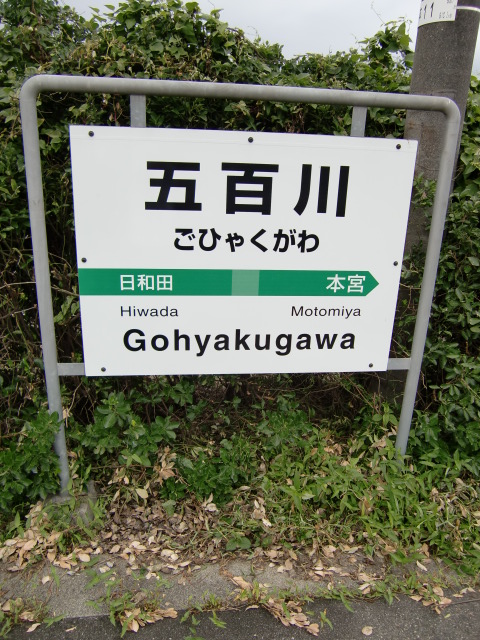 五百川
ごひゃくがわ
日和田 本宮
Hiwada Motomiya
Gohyakugawa